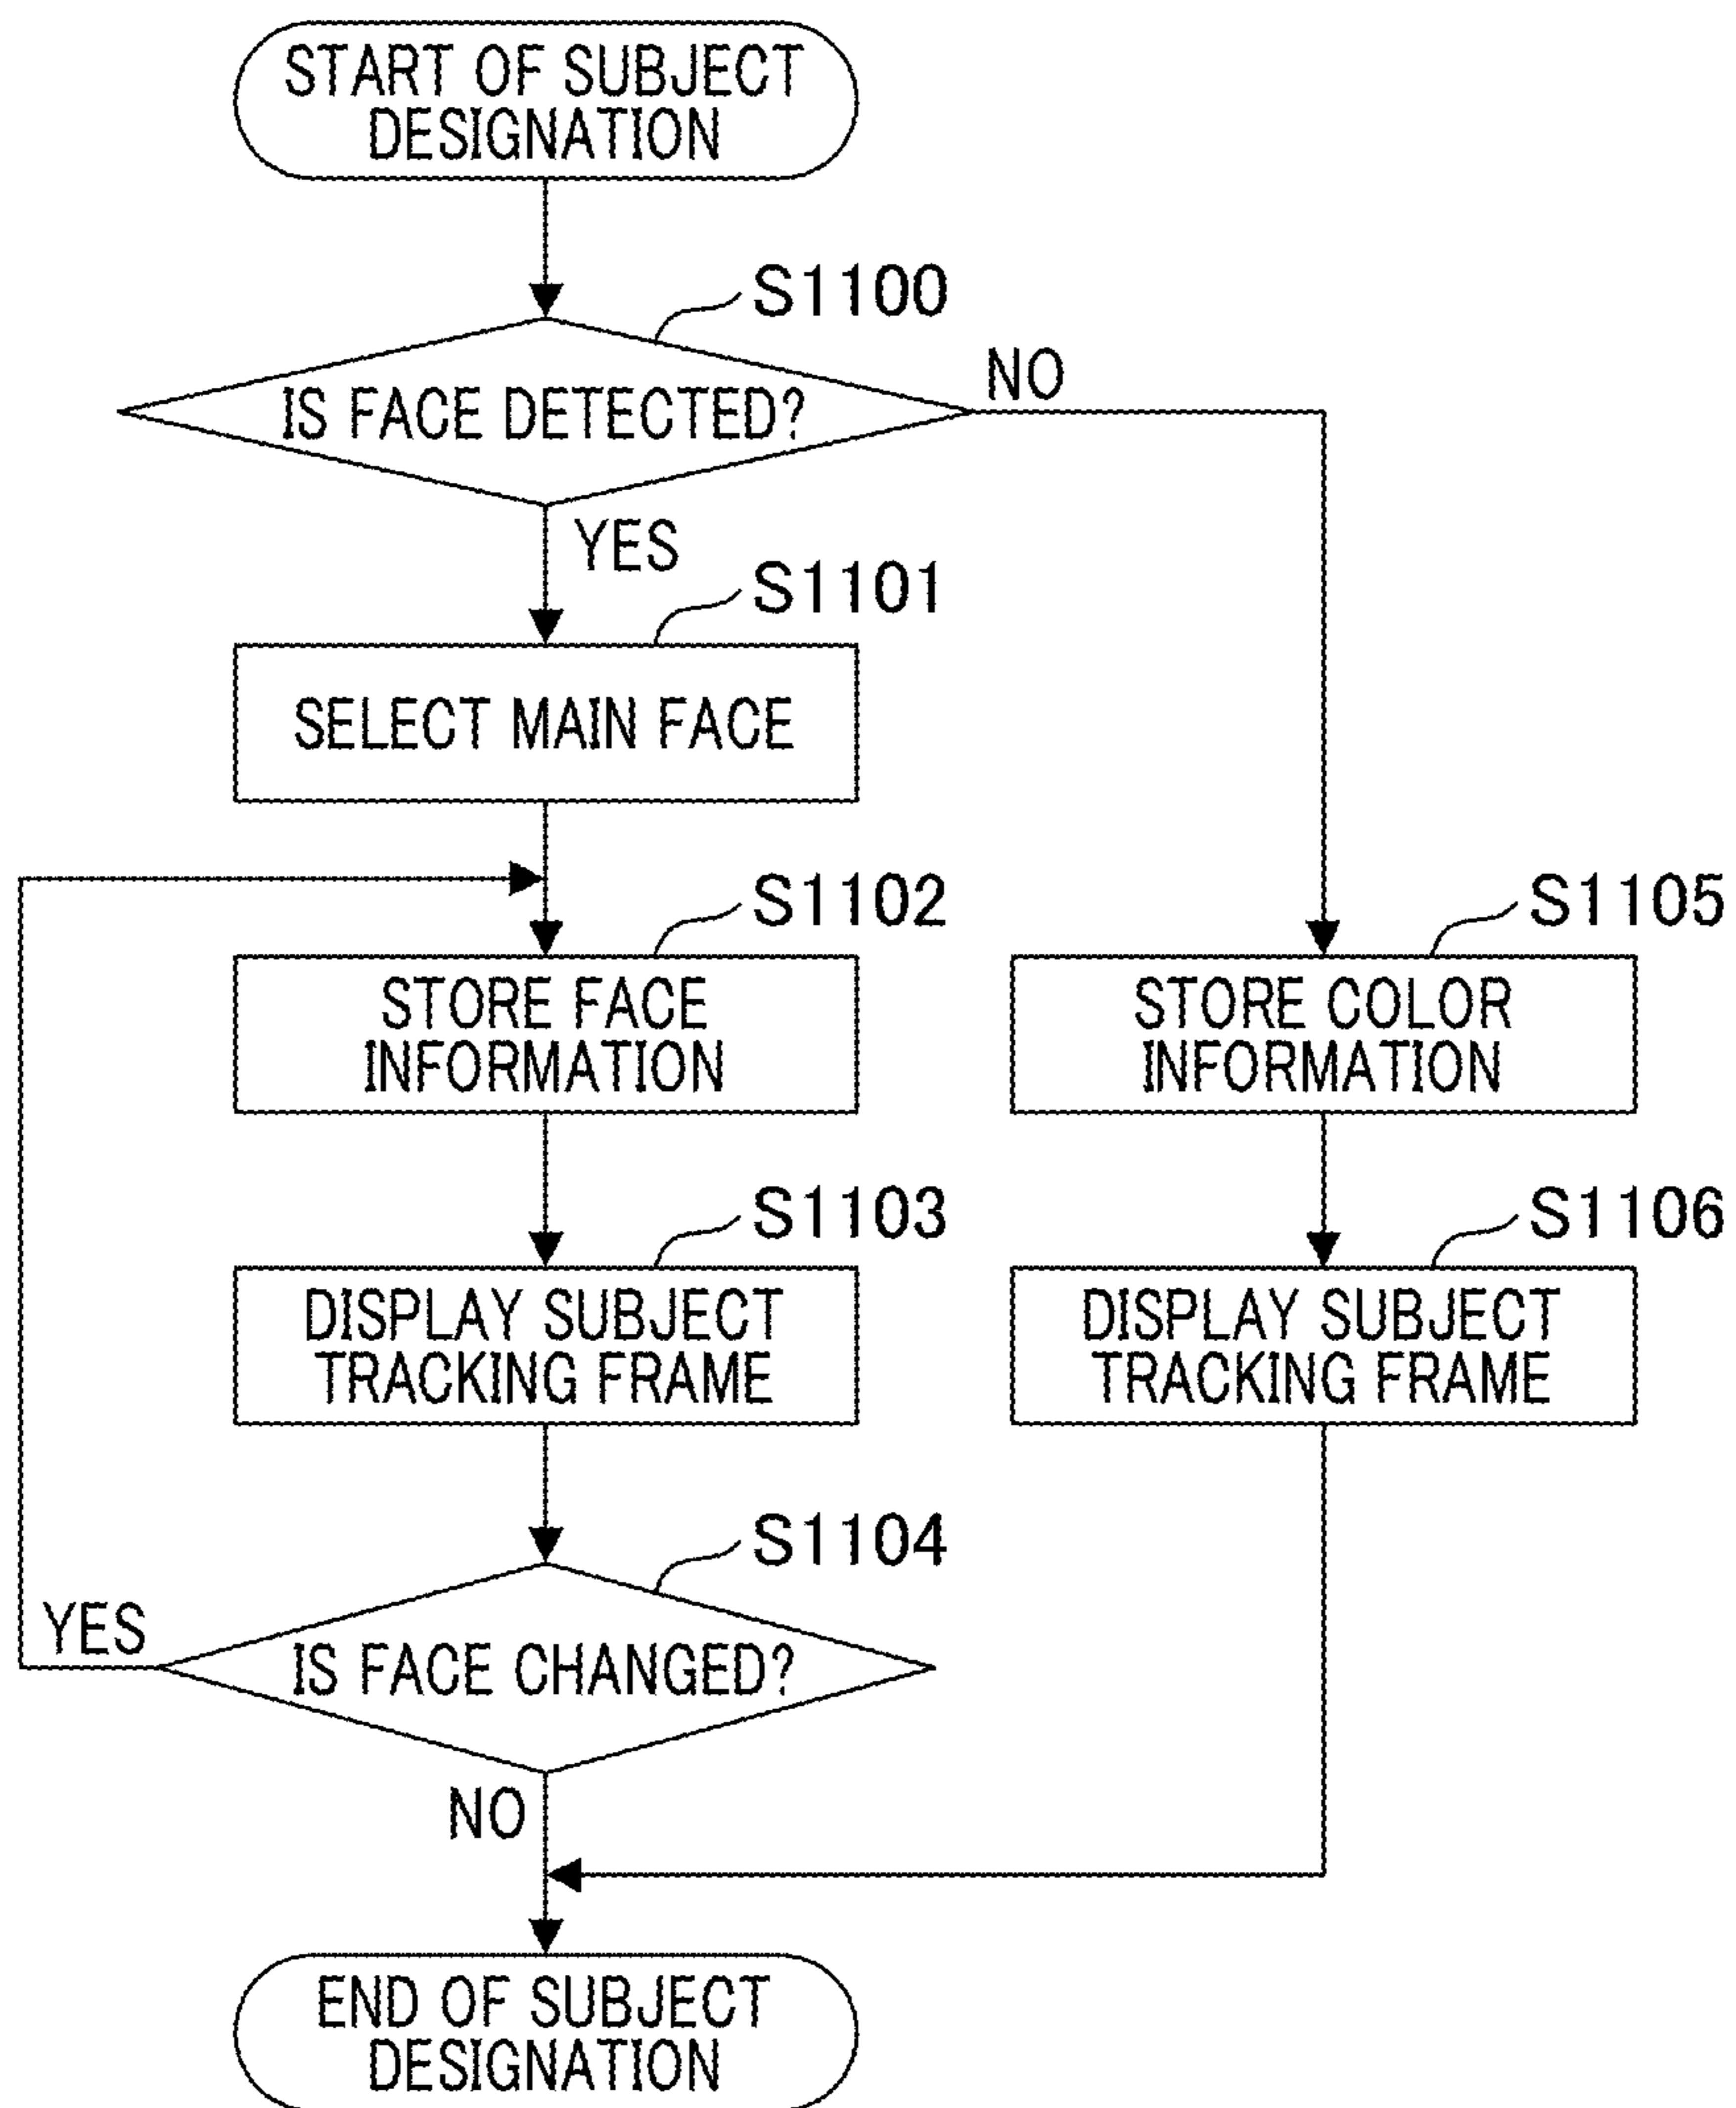 START OF SUBJECT
DESIGNATION
S1100
IS FACE DETECTED?
NO
YES
S1101
SELECT MAIN FACE
S1102
STORE FACE
INFORMATION
S1105
STORE COLOR
INFORMATION
S1103
DISPLAY SUBJECT
TRACKING FRAME
S1106
DISPLAY SUBJECT
TRACKING FRAME
S1104
YES
IS FACE CHANGED?
NO
END OF SUBJECT
DESIGNATION